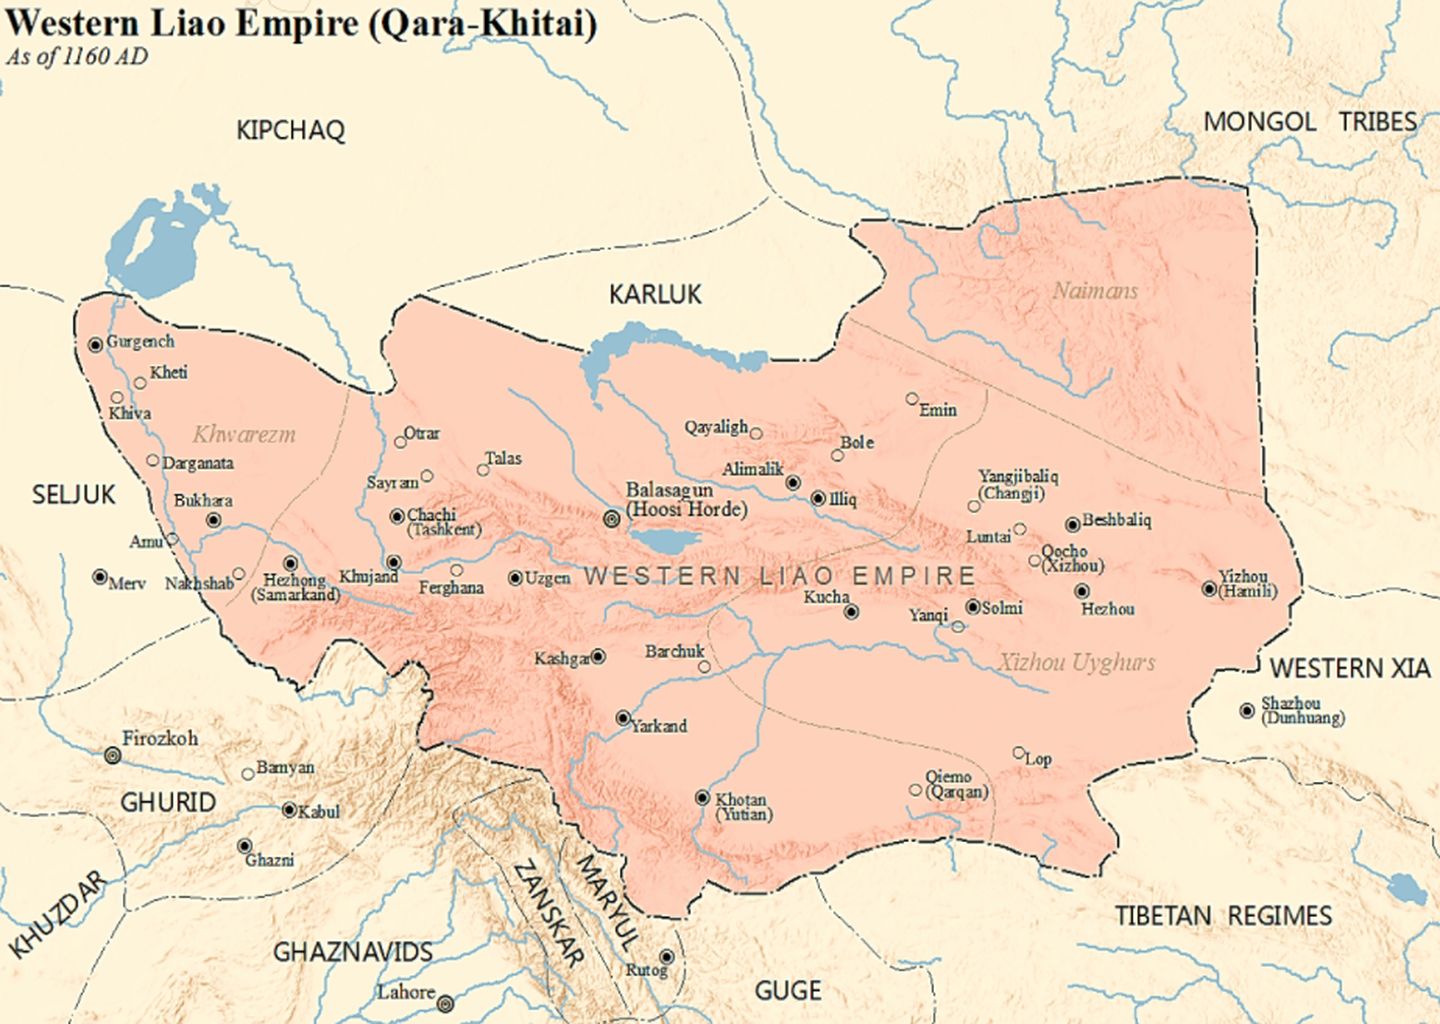 Western Liao Empire (Qara-Khitai)
As of 1160 AD
KIPCHAQ
MONGOL TRIBES
KARLUK
Naimans
Gurgench
Kheti
Khiva
Khwarezm
Otrar
Emin
Qayaligh
Bole
Darganata
Talas
Sayram
Alimalik
Yangjibaliq
(Changji)
SELJUK
Bukhara
Balasagun
(Hoosi Horde)
Illiq
Chachi
(Tashkent)
Beshbaliq
Luntai
Amu
Qocho
(Xizhou)
Merv
Nakhshab
Hezhong
(Samarkand)
Khujand
Ferghana
Uzgen
WESTERN LIAO EMPIRE
Yizhou
(Hamili)
Kucha
Solmi
Hezhou
Yanqi
Kashgar
Barchuk
Xizhou Uyghurs
WESTERN XIA
Shazhou
(Dunhuang)
Yarkand
Firozkoh
Lop
Bamyan
Qiemo
(Qarqan)
GHURID
Kabul
Khotan
(Yutian)
Ghazni
KHUZDAR
ZANSKAR
MARYUL
TIBETAN REGIMES
GHAZNAVIDS
Rutog
Lahore
GUGE